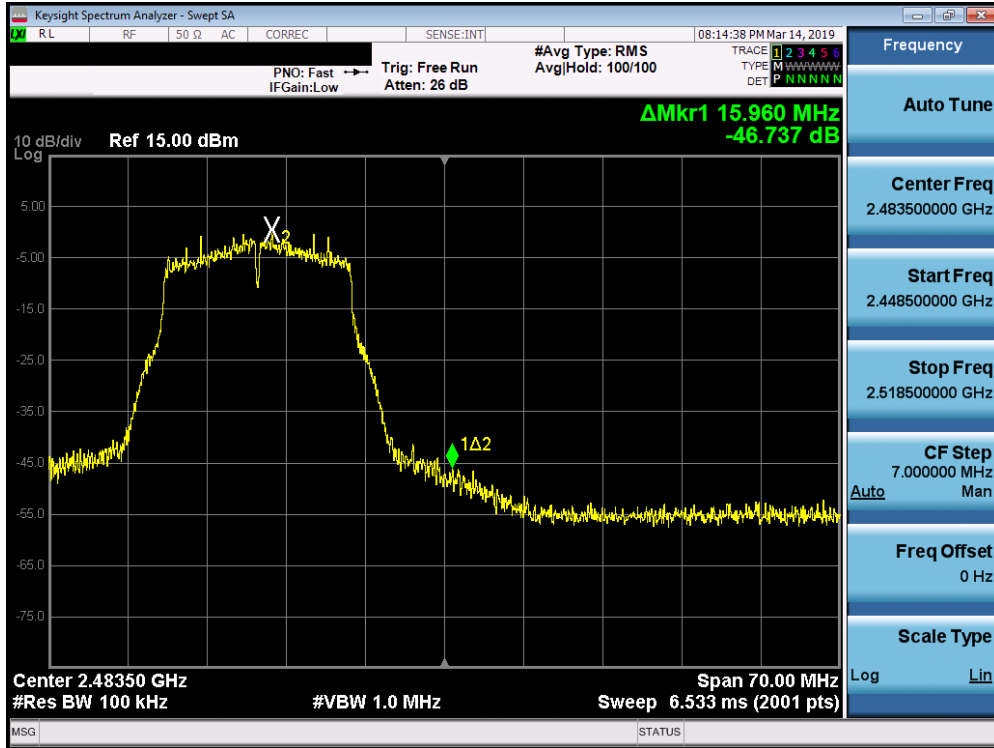 Keysight Spectrum Analyzer - Swept SA
LXI RL RF 50 Ω AC CORREC SENSE:INT 08:14:38 PM Mar 14, 2019
PNO: Fast
IFGain:Low
Trig: Free Run
Atten: 26 dB
#Avg Type: RMS
Avg|Hold: 100/100
TRACE 1 2 3 4 5 6
TYPE M W W W W W
DET P N N N N N
ΔMkr1 15.960 MHz
-46.737 dB
10 dB/div Ref 15.00 dBm
Log
5.00
-5.00
-15.0
-25.0
-35.0
-45.0
-55.0
-65.0
-75.0
X2
1Δ2
Center 2.48350 GHz Span 70.00 MHz
#Res BW 100 kHz #VBW 1.0 MHz Sweep 6.533 ms (2001 pts)
MSG STATUS
Frequency
Auto Tune
Center Freq
2.483500000 GHz
Start Freq
2.448500000 GHz
Stop Freq
2.518500000 GHz
CF Step
7.000000 MHz
Auto Man
Freq Offset
0 Hz
Scale Type
Log Lin